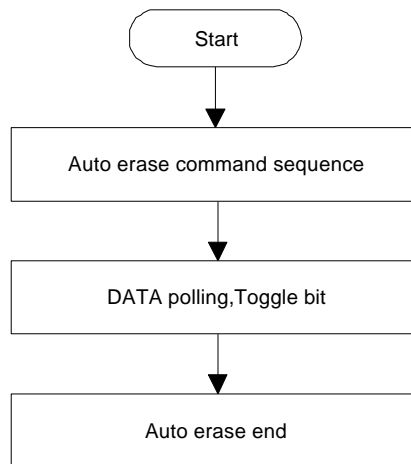 Start
Auto erase command sequence
DATA polling,Toggle bit
Auto erase end